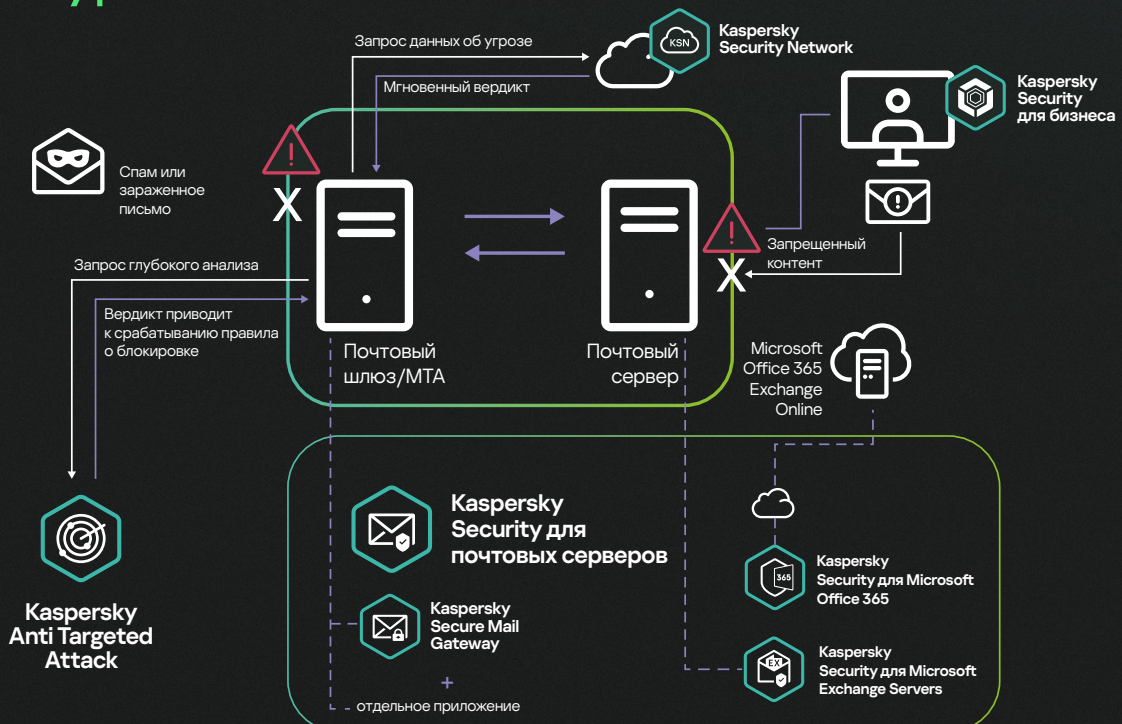 Запрос данных об угрозе
KSN
Kaspersky
Security Network
Мгновенный вердикт
Kaspersky
Security
для бизнеса
Спам или
зараженное
письмо
X
Запрещенный
контент
X
Запрос глубокого анализа
Вердикт приводит
к срабатыванию правила
о блокировке
Почтовый
шлюз/МТА
Почтовый
сервер
Microsoft
Office 365
Exchange
Online
Kaspersky
Security для
почтовых серверов
Kaspersky
Anti Targeted
Attack
Kaspersky
Secure Mail
Gateway
+
отдельное приложение
365
Kaspersky
Security для Microsoft
Office 365
EX
Kaspersky
Security для Microsoft
Exchange Servers